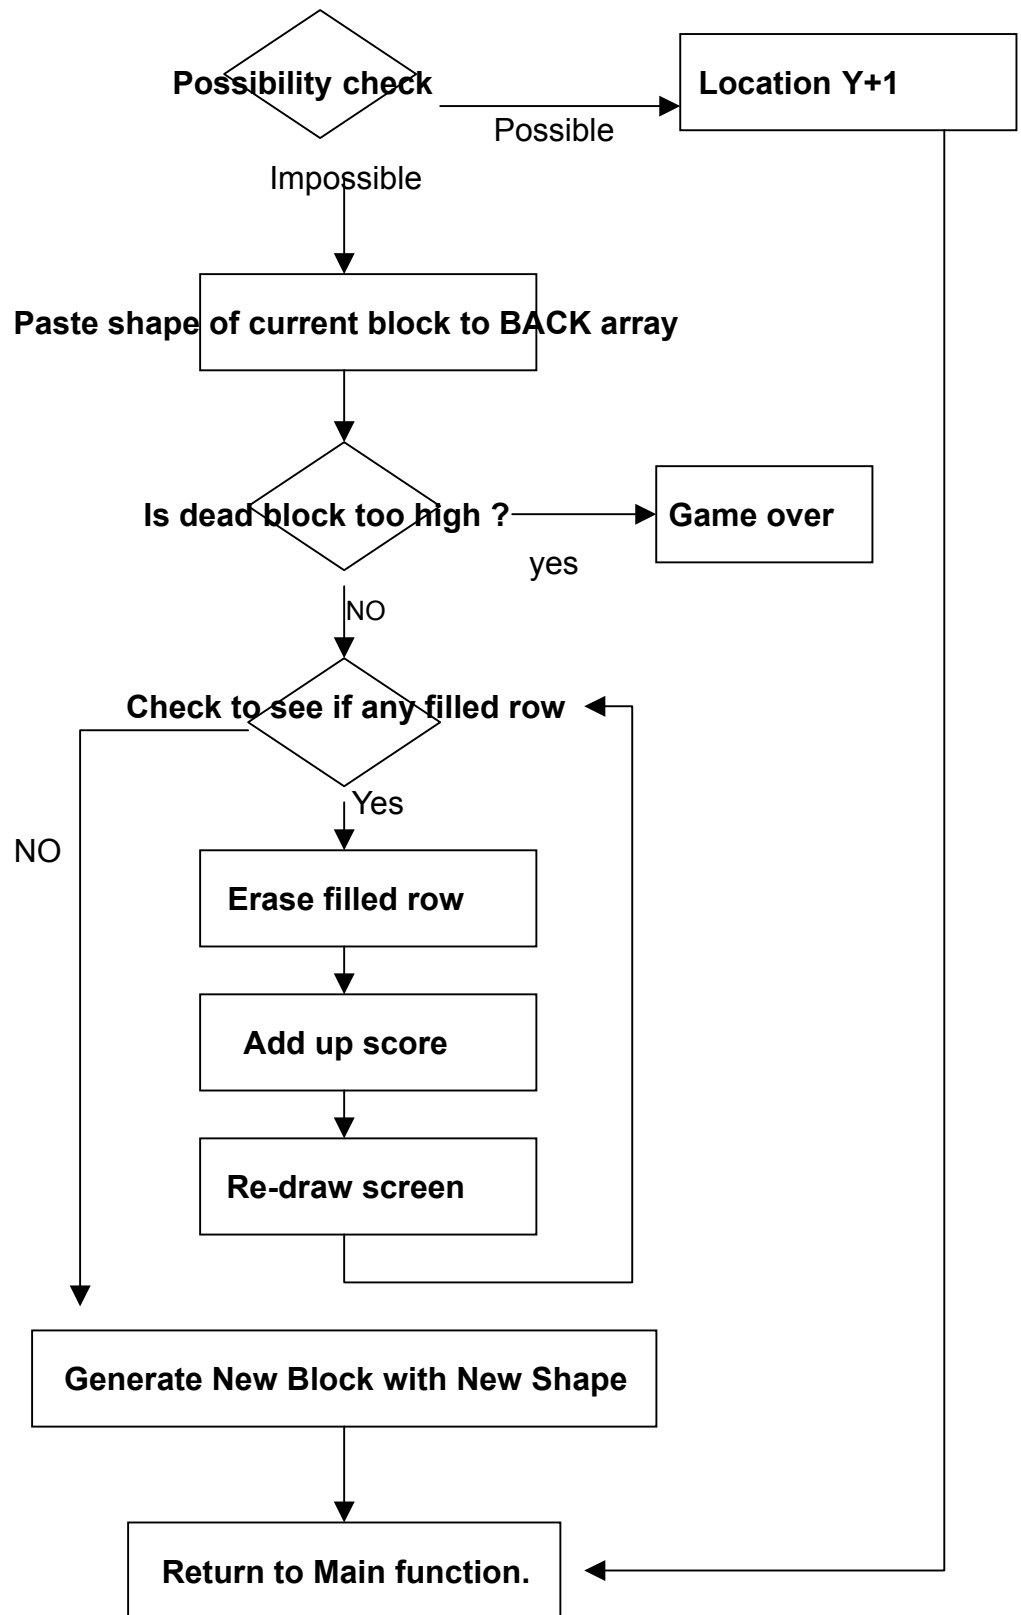 Possibility check
Location Y+1
Possible
Impossible
Paste shape of current block to BACK array
Is dead block too high ?
Game over
yes
NO
Check to see if any filled row
Yes
NO
Erase filled row
Add up score
Re-draw screen
Generate New Block with New Shape
Return to Main function.